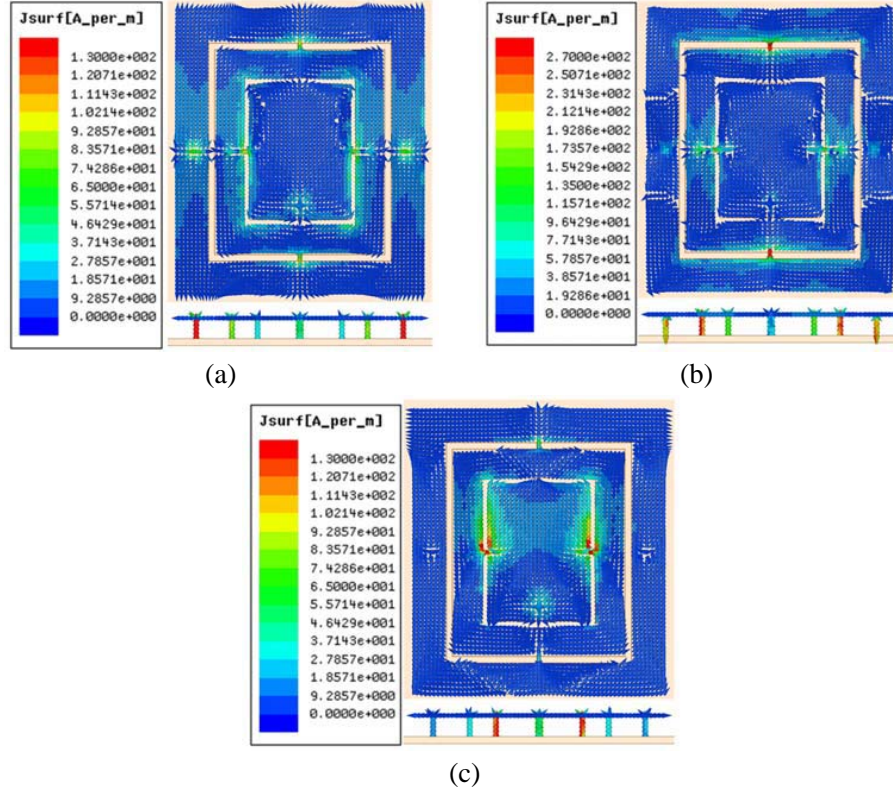 Jsurf[A_per_m]
1.3000e+002
1.2071e+002
1.1143e+002
1.0214e+002
9.2857e+001
8.3571e+001
7.4286e+001
6.5000e+001
5.5714e+001
4.6429e+001
3.7143e+001
2.7857e+001
1.8571e+001
9.2857e+000
0.0000e+000
(a)
Jsurf[A_per_m]
2.7000e+002
2.5071e+002
2.3143e+002
2.1214e+002
1.9286e+002
1.7357e+002
1.5429e+002
1.3500e+002
1.1571e+002
9.6429e+001
7.7143e+001
5.7857e+001
3.8571e+001
1.9286e+001
0.0000e+000
(b)
Jsurf[A_per_m]
1.3000e+002
1.2071e+002
1.1143e+002
1.0214e+002
9.2857e+001
8.3571e+001
7.4286e+001
6.5000e+001
5.5714e+001
4.6429e+001
3.7143e+001
2.7857e+001
1.8571e+001
9.2857e+000
0.0000e+000
(c)